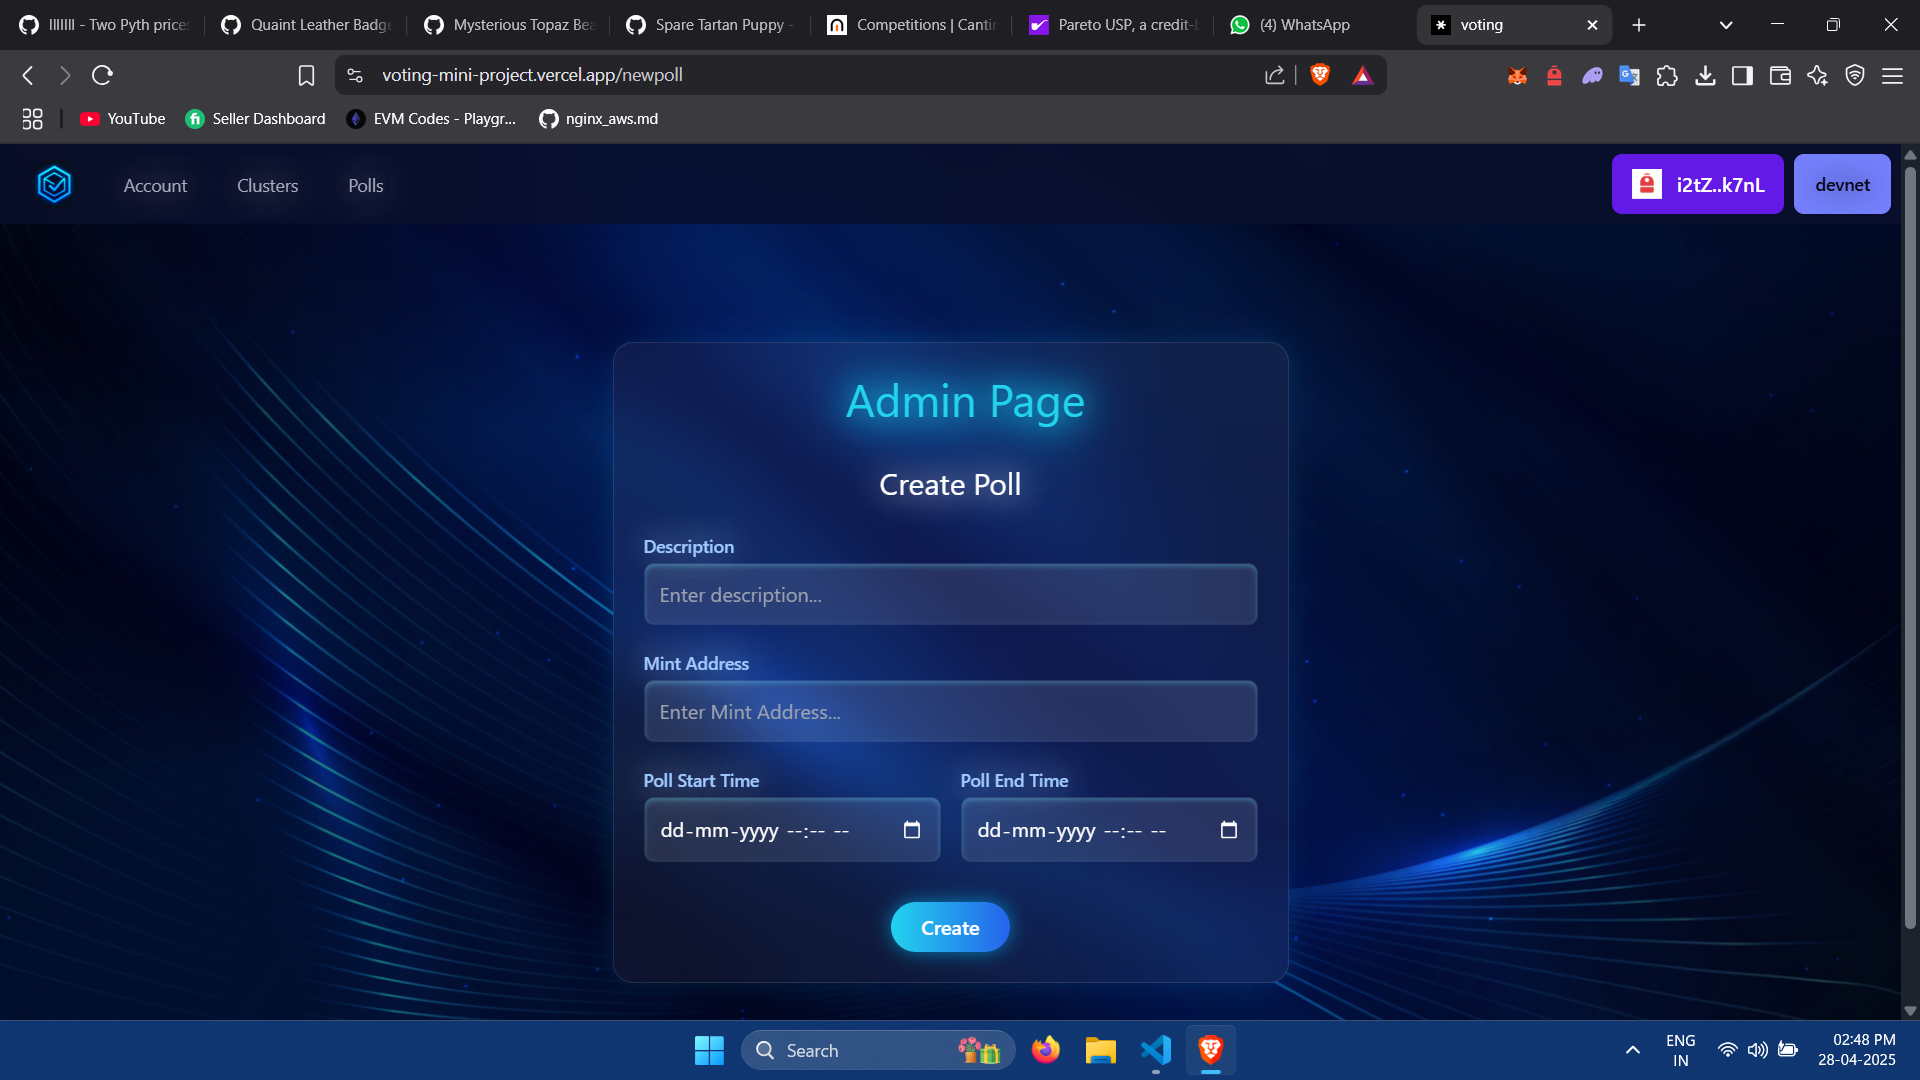 lllllll - Two Pyth prices
Quaint Leather Badge
Mysterious Topaz Bea
Spare Tartan Puppy -
Competitions | Cantin
Pareto USP, a credit-b
(4) WhatsApp
voting
voting-mini-project.vercel.app/newpoll
YouTube
Seller Dashboard
EVM Codes - Playgr...
nginx_aws.md
Account
Clusters
Polls
i2tZ..k7nL
devnet
Admin Page
Create Poll
Description
Enter description...
Mint Address
Enter Mint Address...
Poll Start Time
Poll End Time
dd-mm-yyyy --:-- --
dd-mm-yyyy --:-- --
Create
Search
ENG
IN
02:48 PM
28-04-2025